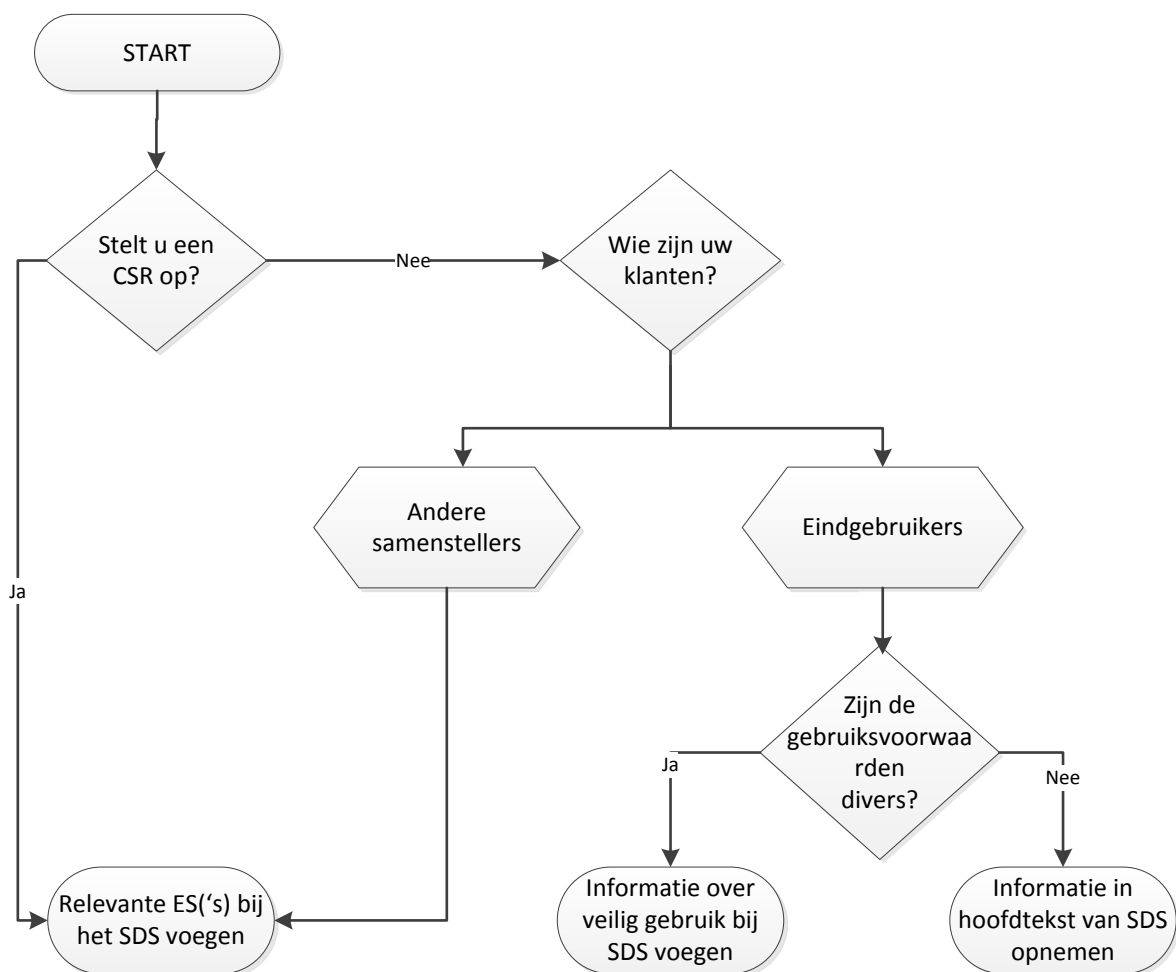 START
Stelt u een
CSR op?
Nee
Wie zijn uw
klanten?
Andere
samenstellers
Eindgebruikers
Ja
Zijn de
gebruiksvoorwaa
rden
divers?
Ja
Nee
Relevante ES(‘s) bij
het SDS voegen
Informatie over
veilig gebruik bij
SDS voegen
Informatie in
hoofdtekst van SDS
opnemen